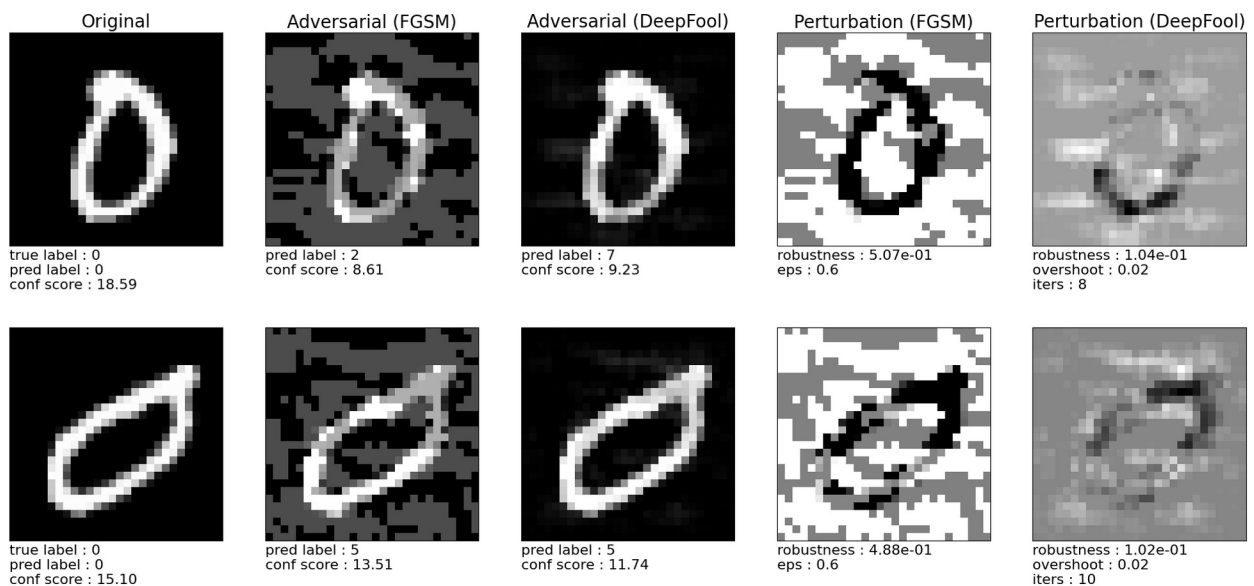 Original
Adversarial (FGSM)
Adversarial (DeepFool)
Perturbation (FGSM)
Perturbation (DeepFool)
true label : 0
pred label : 0
conf score : 18.59
pred label : 2
conf score : 8.61
pred label : 7
conf score : 9.23
robustness : 5.07e-01
eps : 0.6
robustness : 1.04e-01
overshoot : 0.02
iters : 8
true label : 0
pred label : 0
conf score : 15.10
pred label : 5
conf score : 13.51
pred label : 5
conf score : 11.74
robustness : 4.88e-01
eps : 0.6
robustness : 1.02e-01
overshoot : 0.02
iters : 10